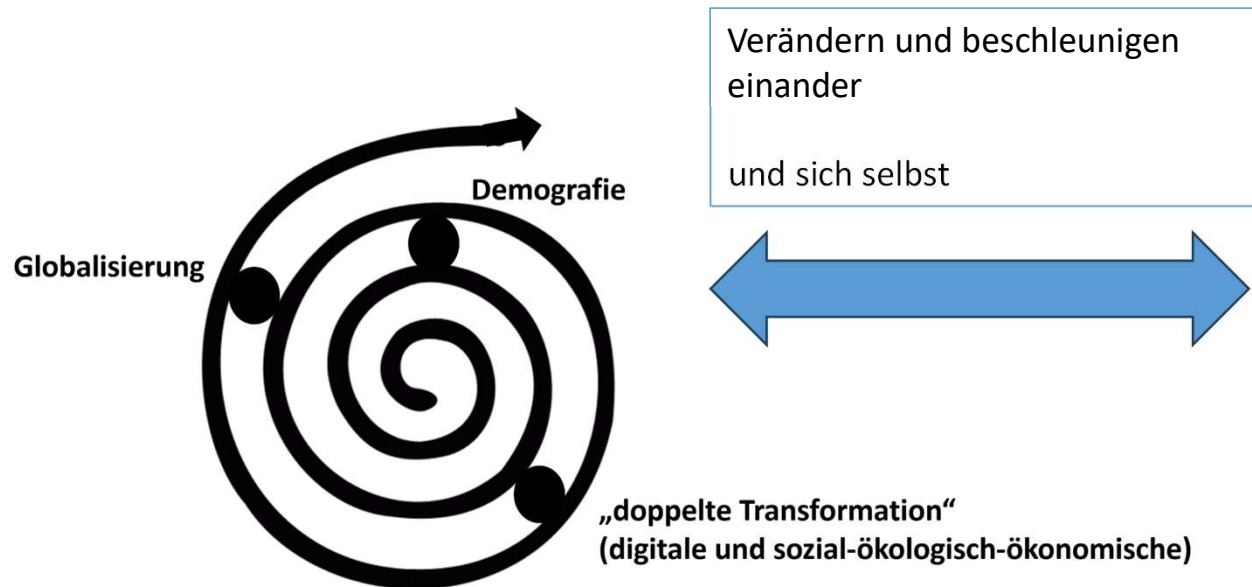 Verändern und beschleunigen
einander
und sich selbst
Demografie
Globalisierung
„doppelte Transformation“
(digitale und sozial-ökologisch-ökonomische)